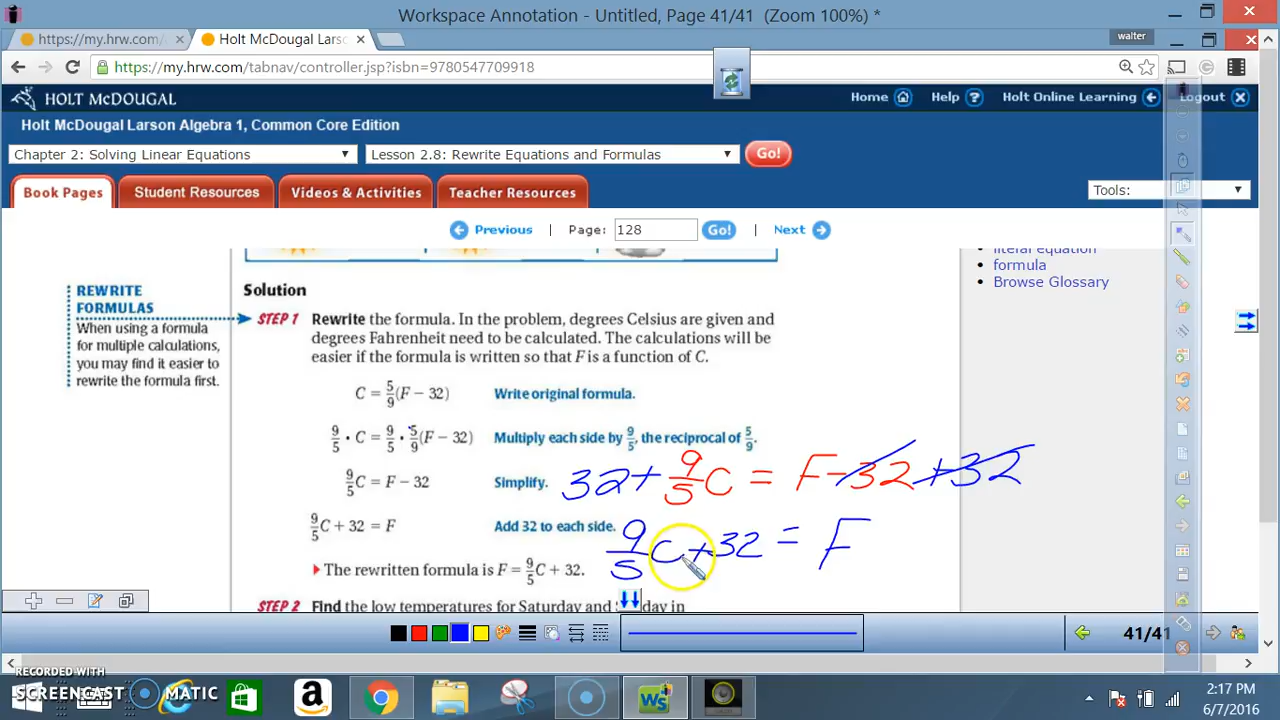 Workspace Annotation - Untitled, Page 41/41 (Zoom 100%) *
https://my.hrw.com/
Holt McDougal Lars
walter
https://my.hrw.com/tabnav/controller.jsp?isbn=9780547709918
HOLT McDOUGAL
Home
Help ?
Holt Online Learning
Logout X
Holt McDougal Larson Algebra 1, Common Core Edition
Chapter 2: Solving Linear Equations
Lesson 2.8: Rewrite Equations and Formulas
Go!
Book Pages
Student Resources
Videos & Activities
Teacher Resources
Tools:
Previous | Page: 128 Go! | Next
literal equation
formula
Browse Glossary
REWRITE
FORMULAS
When using a formula
for multiple calculations,
you may find it easier to
rewrite the formula first.
Solution
STEP 1 Rewrite the formula. In the problem, degrees Celsius are given and
degrees Fahrenheit need to be calculated. The calculations will be
easier if the formula is written so that F is a function of C.
C = 5/9(F − 32) Write original formula.
9/5 • C = 9/5 • 5/9(F − 32) Multiply each side by 9/5, the reciprocal of 5/9.
9/5C = F − 32 Simplify.
32 + 9/5C = F − 32 + 32
9/5C + 32 = F Add 32 to each side.
9/5C + 32 = F
The rewritten formula is F = 9/5C + 32.
STEP 2 Find the low temperatures for Saturday and in
41/41
RECORDED WITH
SCREENCAST MATIC
WS
2:17 PM
6/7/2016